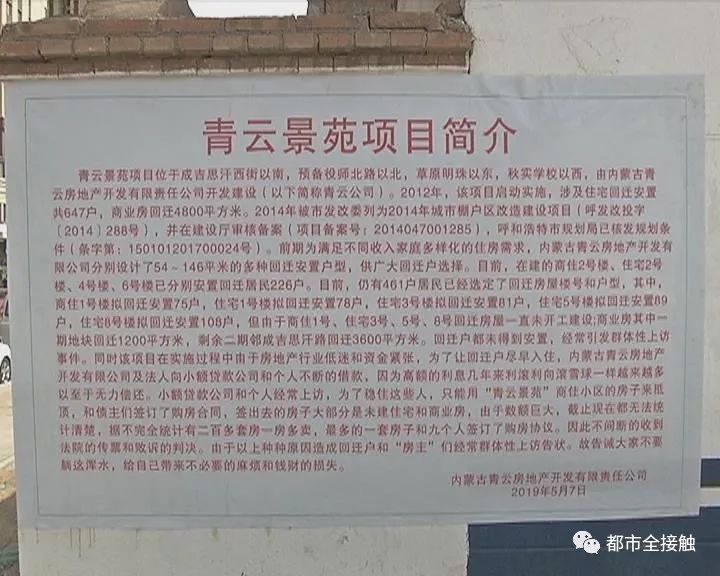 青云景苑项目简介
青云景苑项目位于成吉思汗西街以南，预备役师北路以北，草原明珠以东，秋实学校以西，由内蒙古青
云房地产开发有限责任公司开发建设（以下简称青云公司）。2012年，该项目启动实施，涉及住宅回迁安置
共647户，商业房回迁4800平方米。2014年被市发改委列为2014年城市棚户区改造建设项目（呼发改投字
〔2014〕288号），并在建设厅审核备案（项目备案号：2014047001285），呼和浩特市规划局已核发规划条
件（条字第：150101201700024号）。前期为满足不同收入家庭多样化的住房需求，内蒙古青云房地产开发有
限公司分别设计了54～146平米的多种回迁安置户型，供广大回迁户选择。目前，在建的商住2号楼、住宅2号
楼、4号楼、6号楼已分别安置回迁居民226户。目前，仍有461户居民已经选定了回迁房屋楼号和户型，其中，
商住1号楼拟回迁安置75户，住宅1号楼拟回迁安置78户，住宅3号楼拟回迁安置81户，住宅5号楼拟回迁安置89
户，住宅8号楼拟回迁安置108户，但由于商住1号、住宅3号、5号、8号回迁房屋一直未开工建设;商业房其中一
期地块回迁1200平方米，剩余二期邻成吉思汗路回迁3600平方米。回迁户都未得到安置，经常引发群体性上访
事件。同时该项目在实施过程中由于房地产行业低迷和资金紧张，为了让回迁户尽早入住，内蒙古青云房地产
开发有限公司及法人向小额贷款公司和个人不断的借款，因为高额的利息几年来利滚利向滚雪球一样越来越多
以至于无力偿还。小额贷款公司和个人经常上访，为了稳住这些人，只能用“青云景苑”商住小区的房子来抵
顶，和债主们签订了购房合同，签出去的房子大部分是未建住宅和商业房，由于数额巨大，截止现在都无法统
计清楚，据不完全统计有二百多套房一房多卖，最多的一套房子和九个人签订了购房协议。因此不间断的收到
法院的传票和败诉的判决。由于以上种种原因造成回迁户和“房主”们经常群体性上访告状。故告诫大家不要
躺这浑水，给自己带来不必要的麻烦和钱财的损失。
内蒙古青云房地产开发有限责任公司
2019年5月7日
都市全接触